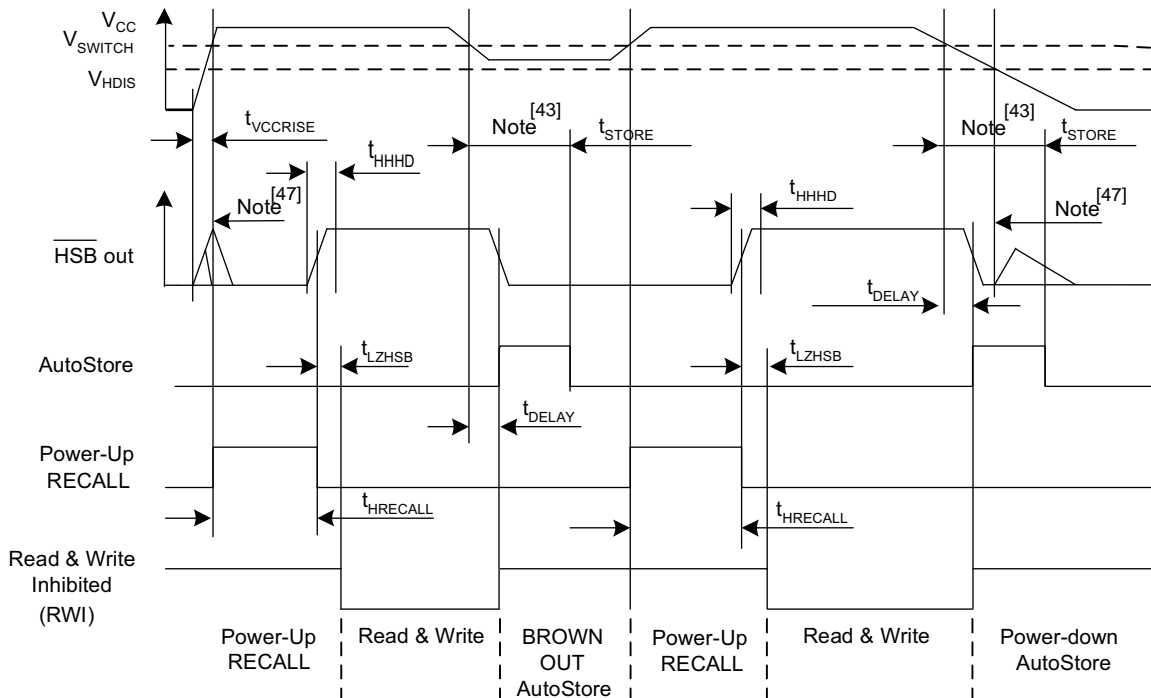 VCC
VSWITCH
VHDIS
tVCCRISE
Note[43]
tSTORE
Note[43]
tSTORE
tHHHD
Note[47]
tHHHD
Note[47]
HSB out
tDELAY
AutoStore
tLZHSB
tLZHSB
tDELAY
Power-Up
RECALL
tHRECALL
tHRECALL
Read & Write
Inhibited
(RWI)
Power-Up
RECALL
Read & Write
BROWN
OUT
AutoStore
Power-Up
RECALL
Read & Write
Power-down
AutoStore